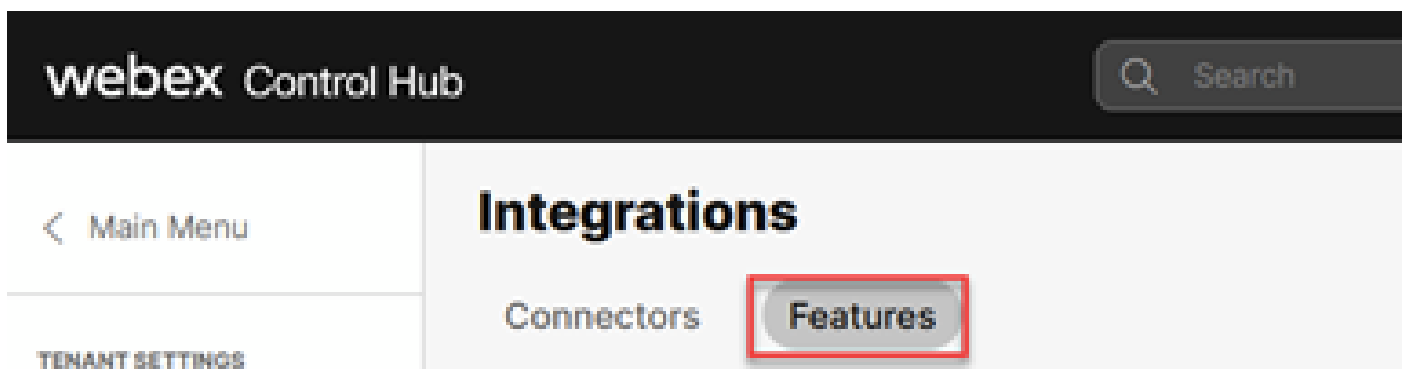 webex Control Hub
Search
< Main Menu
Integrations
Connectors
Features
TENANT SETTINGS